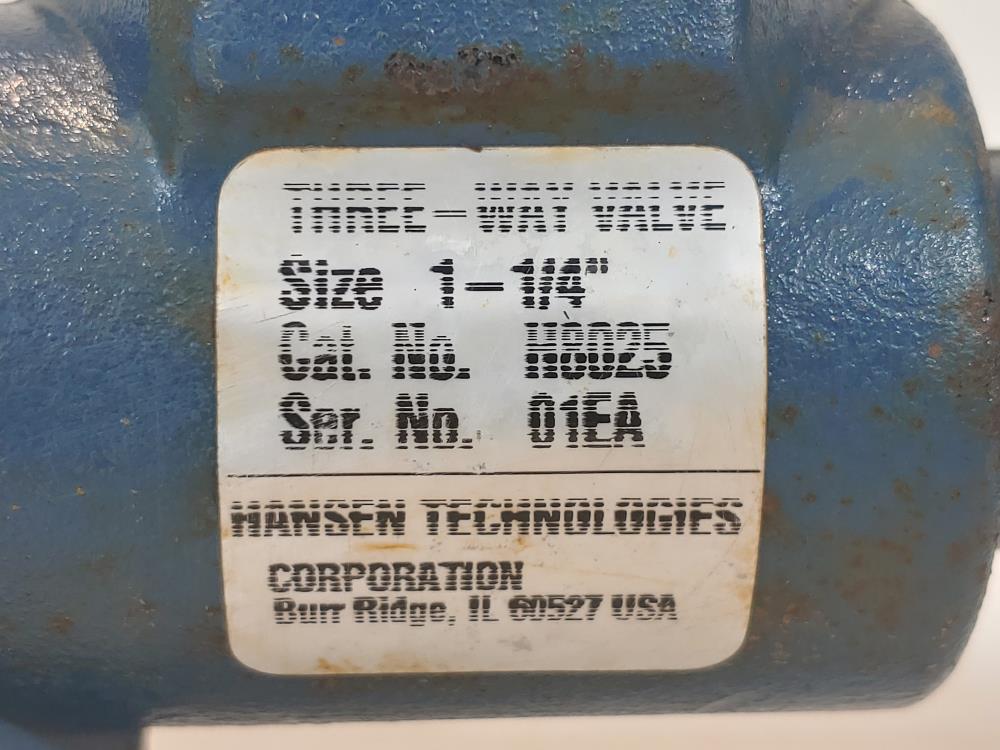 THREE-WAY VALVE
Size 1-1/4"
Cat. No. H8025
Ser. No. 01EA
HANSEN TECHNOLOGIES
CORPORATION
Burr Ridge, IL 60527 USA